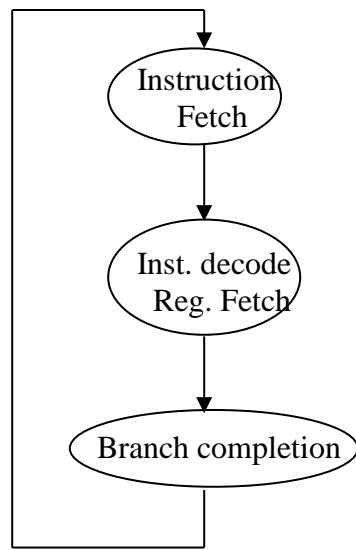 Instruction
Fetch
Inst. decode
Reg. Fetch
Branch completion